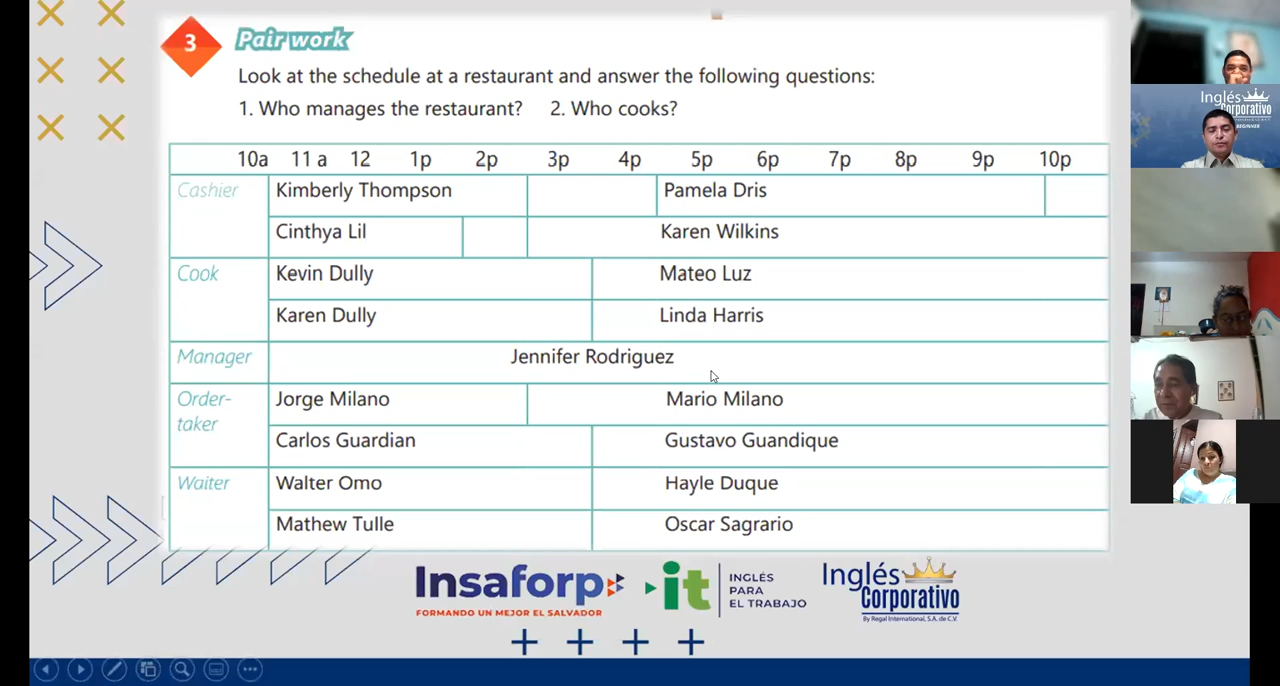 3
Pair work
Look at the schedule at a restaurant and answer the following questions:
1. Who manages the restaurant? 2. Who cooks?
10a 11 a 12 1p 2p 3p 4p 5p 6p 7p 8p 9p 10p
Cashier Kimberly Thompson Pamela Dris
Cinthya Lil Karen Wilkins
Cook Kevin Dully Mateo Luz
Karen Dully Linda Harris
Manager Jennifer Rodriguez
Order- Jorge Milano Mario Milano
taker
Carlos Guardian Gustavo Guandique
Waiter Walter Omo Hayle Duque
Mathew Tulle Oscar Sagrario
Insaforp
FORMANDO UN MEJOR EL SALVADOR
it
INGLÉS
PARA
EL TRABAJO
Inglés
Corporativo
By Regal International, S.A. de C.V.
Inglés
Corporativo
BEGINNER